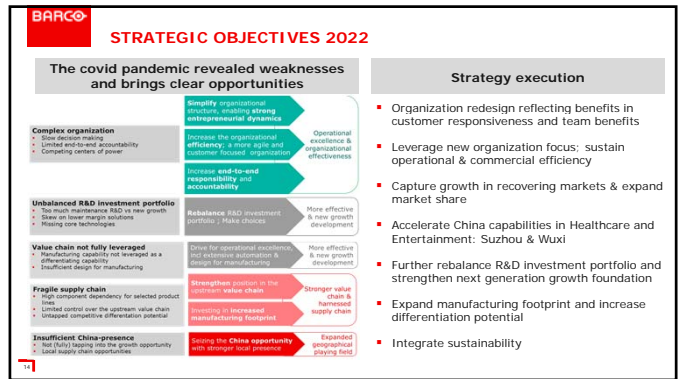 BARCO
STRATEGIC OBJECTIVES 2022
The covid pandemic revealed weaknesses
and brings clear opportunities
Complex organization
Slow decision making
Limited end-to-end accountability
Competing centers of power
Simplify organizational
structure, enabling strong
entrepreneurial dynamics
Increase the organizational
efficiency; a more agile and
customer focused organization
Increase end-to-end
responsibility and
accountability
Operational
excellence &
organizational
effectiveness
Unbalanced R&D investment portfolio
Too much maintenance R&D vs new growth
Skew on lower margin solutions
Missing core technologies
Rebalance R&D investment
portfolio ; Make choices
More effective
& new growth
development
Value chain not fully leveraged
Manufacturing capability not leveraged as a
differentiating capability
Insufficient design for manufacturing
Drive for operational excellence,
incl extensive automation &
design for manufacturing
More effective
& new growth
development
Fragile supply chain
High component dependency for selected product
lines
Limited control over the upstream value chain
Untapped competitive differentiation potential
Strengthen position in the
upstream value chain
Investing in increased
manufacturing footprint
Stronger value
chain &
harnessed
supply chain
Insufficient China-presence
Not (fully) tapping into the growth opportunity
Local supply chain opportunities
Seizing the China opportunity
with stronger local presence
Expanded
geographical
playing field
Strategy execution
Organization redesign reflecting benefits in
customer responsiveness and team benefits
Leverage new organization focus; sustain
operational & commercial efficiency
Capture growth in recovering markets & expand
market share
Accelerate China capabilities in Healthcare and
Entertainment: Suzhou & Wuxi
Further rebalance R&D investment portfolio and
strengthen next generation growth foundation
Expand manufacturing footprint and increase
differentiation potential
Integrate sustainability
14